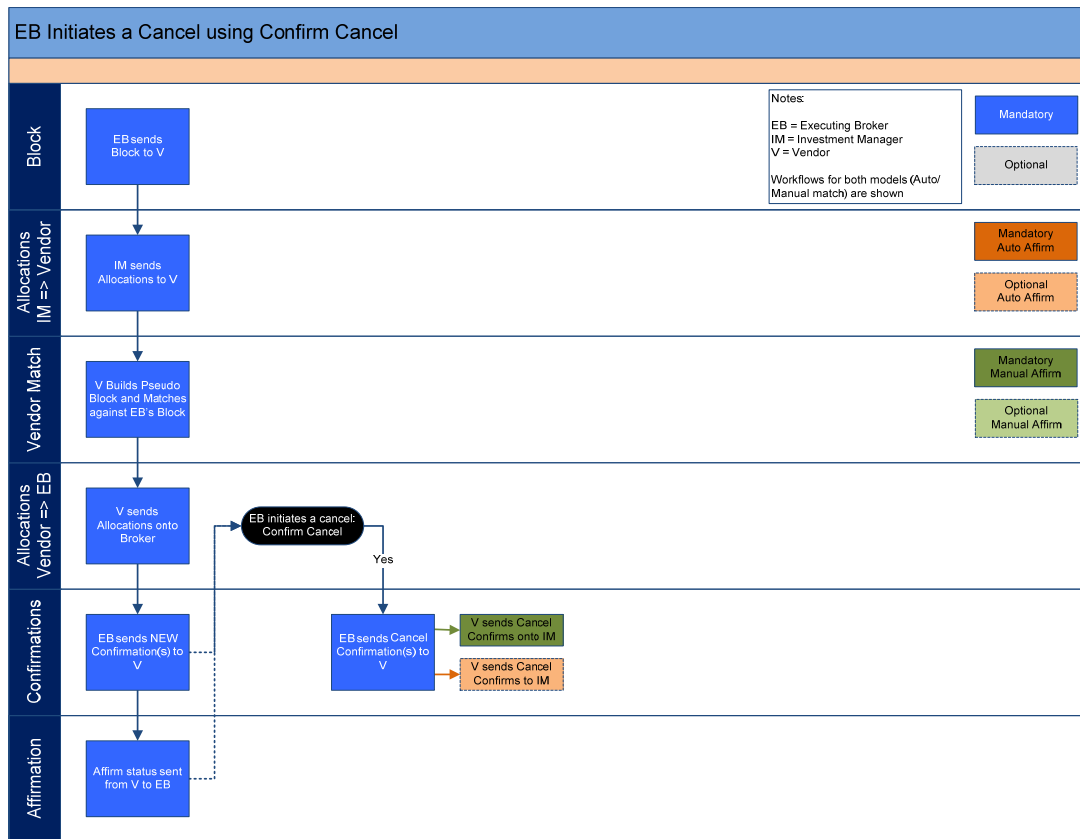 EB Initiates a Cancel using Confirm Cancel
Block
EB sends
Block to V
Notes:
EB = Executing Broker
IM = Investment Manager
V = Vendor
Workflows for both models (Auto/
Manual match) are shown
Mandatory
Optional
Allocations
IM => Vendor
IM sends
Allocations to V
Mandatory
Auto Affirm
Optional
Auto Affirm
Vendor Match
V Builds Pseudo
Block and Matches
against EB's Block
Mandatory
Manual Affirm
Optional
Manual Affirm
Allocations
Vendor => EB
V sends
Allocations onto
Broker
EB initiates a cancel:
Confirm Cancel
Yes
Confirmations
EB sends NEW
Confirmation(s) to
V
EB sends Cancel
Confirmation(s) to
V
V sends Cancel
Confirms onto IM
V sends Cancel
Confirms to IM
Affirmation
Affirm status sent
from V to EB